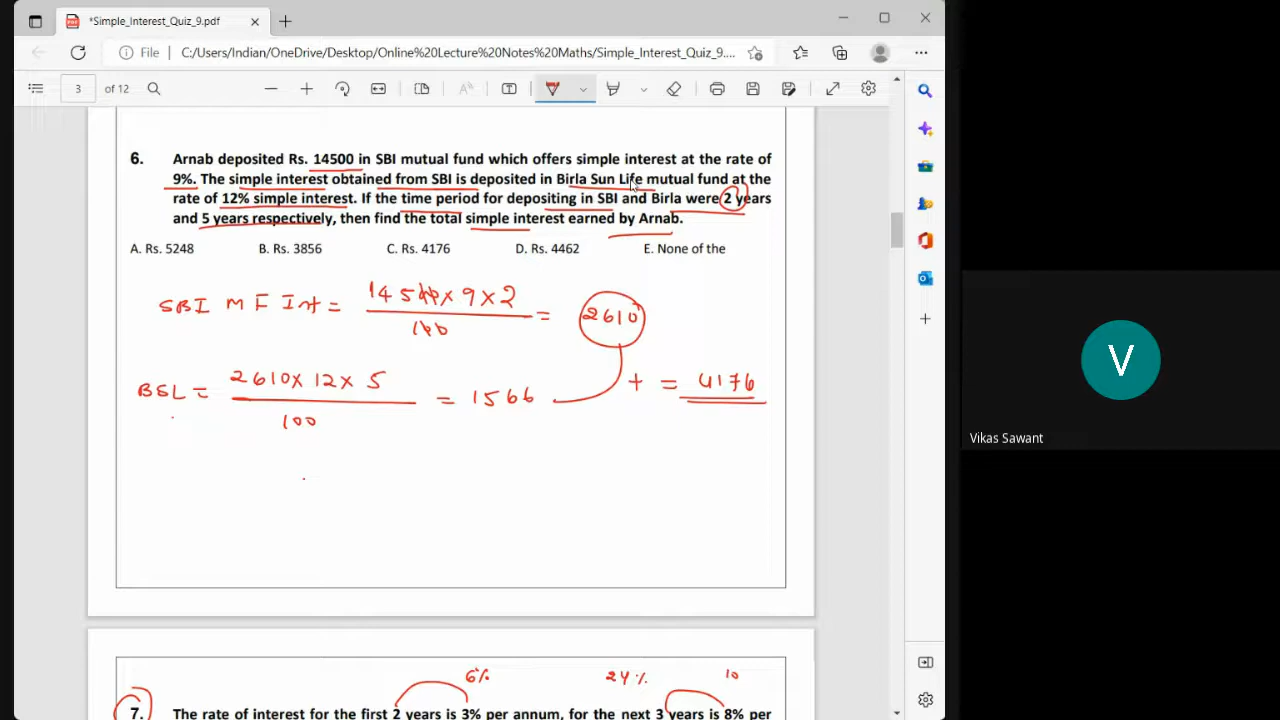 *Simple_Interest_Quiz_9.pdf
File C:/Users/Indian/OneDrive/Desktop/Online%20Lecture%20Notes%20Maths/Simple_Interest_Quiz_9....
3 of 12
6. Arnab deposited Rs. 14500 in SBI mutual fund which offers simple interest at the rate of
9%. The simple interest obtained from SBI is deposited in Birla Sun Life mutual fund at the
rate of 12% simple interest. If the time period for depositing in SBI and Birla were 2 years
and 5 years respectively, then find the total simple interest earned by Arnab.
A. Rs. 5248 B. Rs. 3856 C. Rs. 4176 D. Rs. 4462 E. None of the
SBI MF Int = 14500 × 9 × 2 / 100 = 2610
BSL = 2610 × 12 × 5 / 100 = 1566 + = 4176
6% 24% 10
7. The rate of interest for the first 2 years is 3% per annum, for the next 3 years is 8% per
V
Vikas Sawant